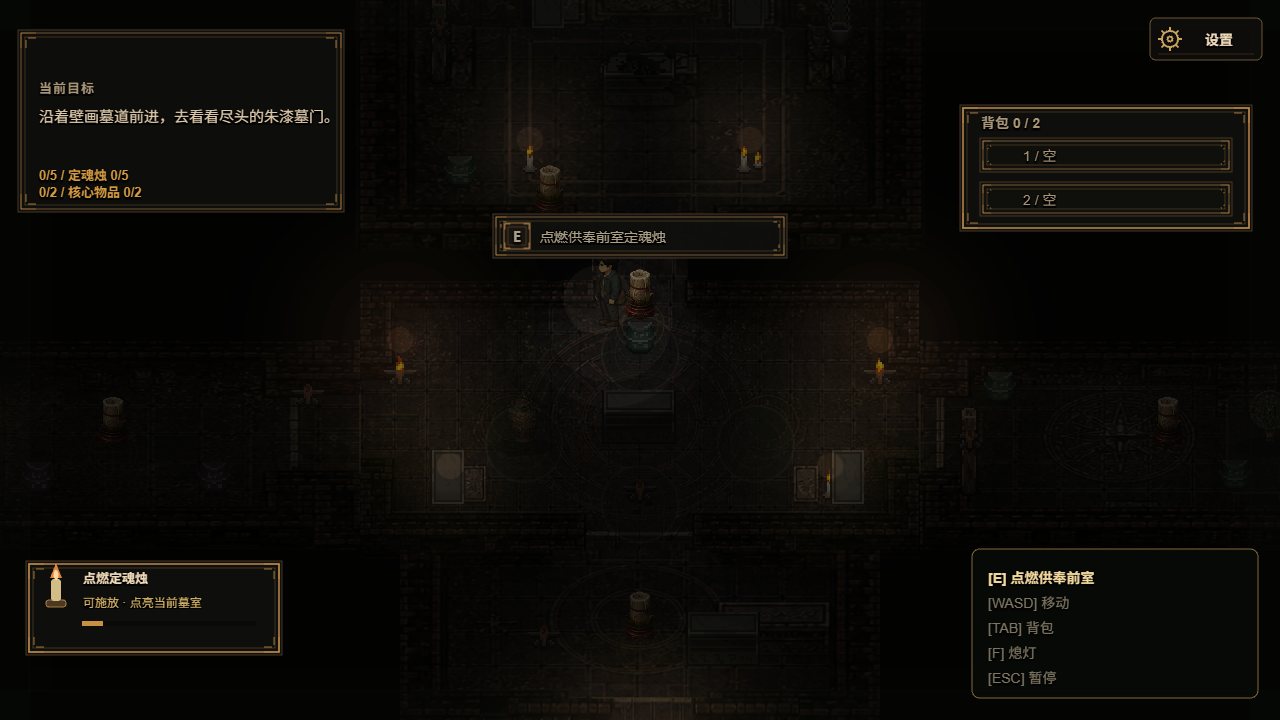 当前目标
沿着壁画墓道前进，去看看尽头的朱漆墓门。
0/5 / 定魂烛 0/5
0/2 / 核心物品 0/2
设置
背包 0 / 2
1 / 空
2 / 空
E 点燃供奉前室定魂烛
点燃定魂烛
可施放 · 点亮当前墓室
[E] 点燃供奉前室
[WASD] 移动
[TAB] 背包
[F] 熄灯
[ESC] 暂停